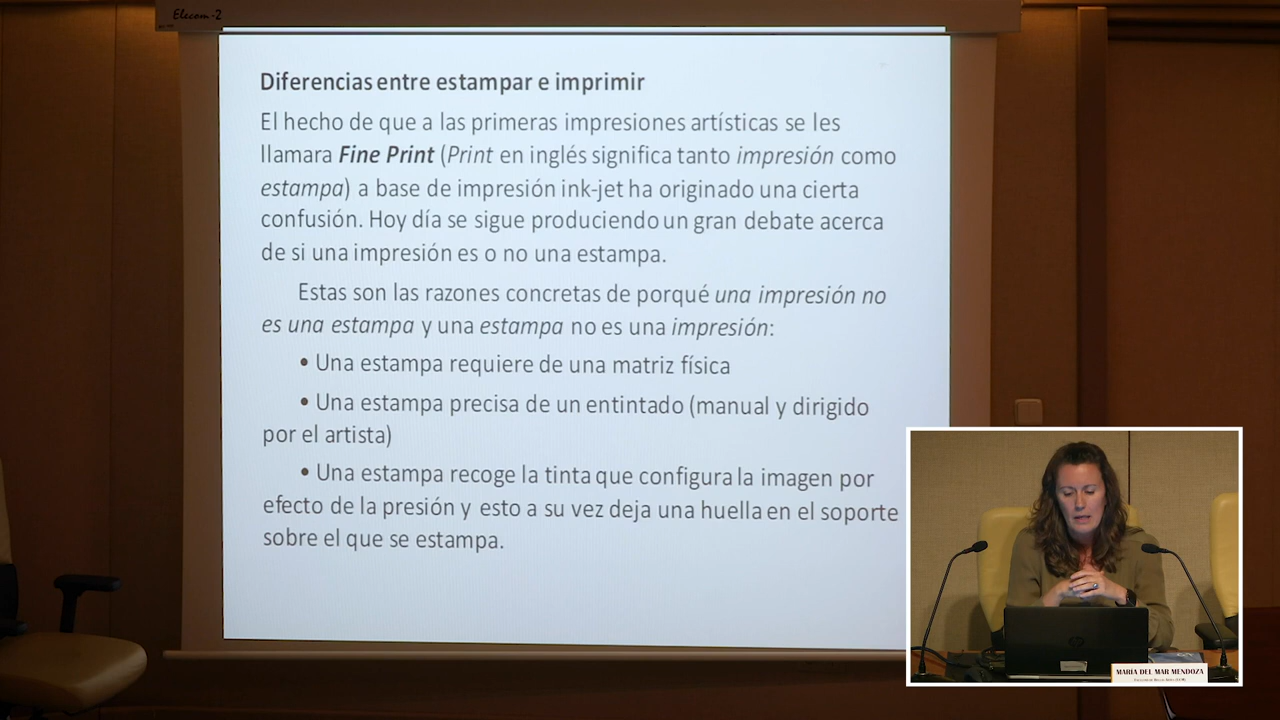 Elecom-2
Diferencias entre estampar e imprimir
El hecho de que a las primeras impresiones artísticas se les
llamara Fine Print (Print en inglés significa tanto impresión como
estampa) a base de impresión ink-jet ha originado una cierta
confusión. Hoy día se sigue produciendo un gran debate acerca
de si una impresión es o no una estampa.
Estas son las razones concretas de porqué una impresión no
es una estampa y una estampa no es una impresión:
• Una estampa requiere de una matriz física
• Una estampa precisa de un entintado (manual y dirigido
por el artista)
• Una estampa recoge la tinta que configura la imagen por
efecto de la presión y esto a su vez deja una huella en el soporte
sobre el que se estampa.
hp
MARÍA DEL MAR MENDOZA